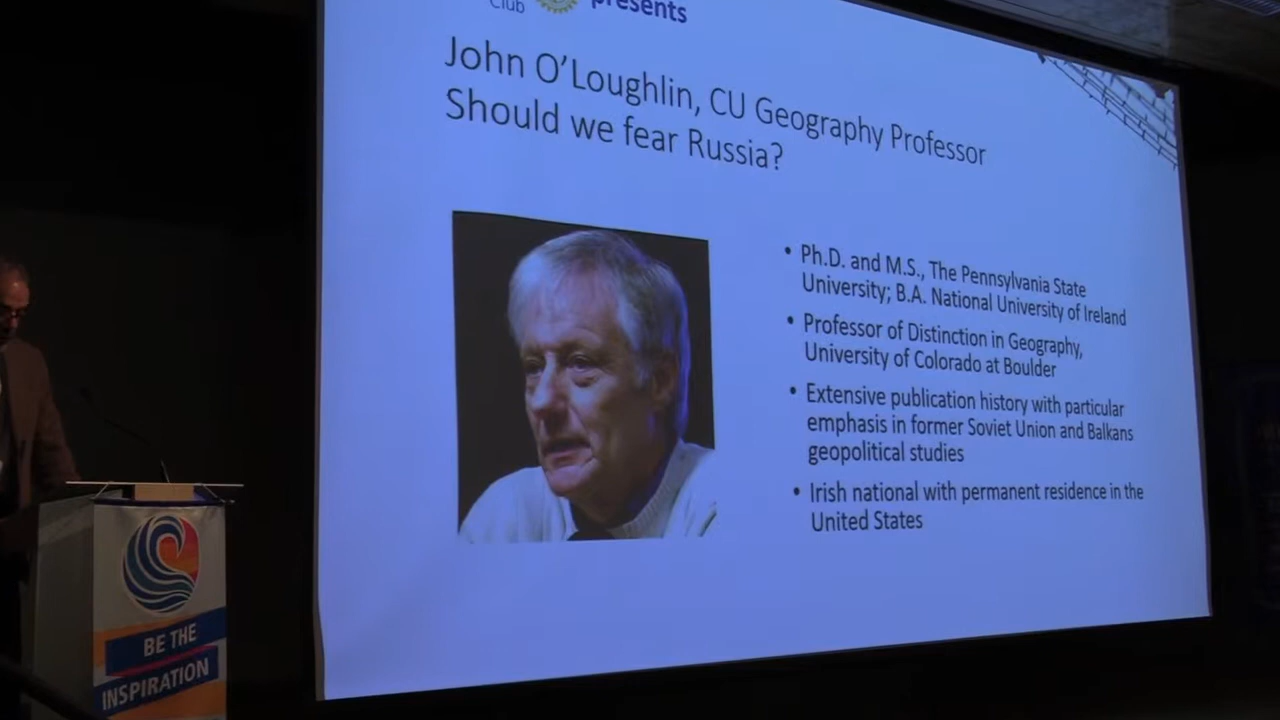 Club
presents
John O'Loughlin, CU Geography Professor
Should we fear Russia?
• Ph.D. and M.S., The Pennsylvania State
University; B.A. National University of Ireland
• Professor of Distinction in Geography,
University of Colorado at Boulder
• Extensive publication history with particular
emphasis in former Soviet Union and Balkans
geopolitical studies
• Irish national with permanent residence in the
United States
BE THE
INSPIRATION